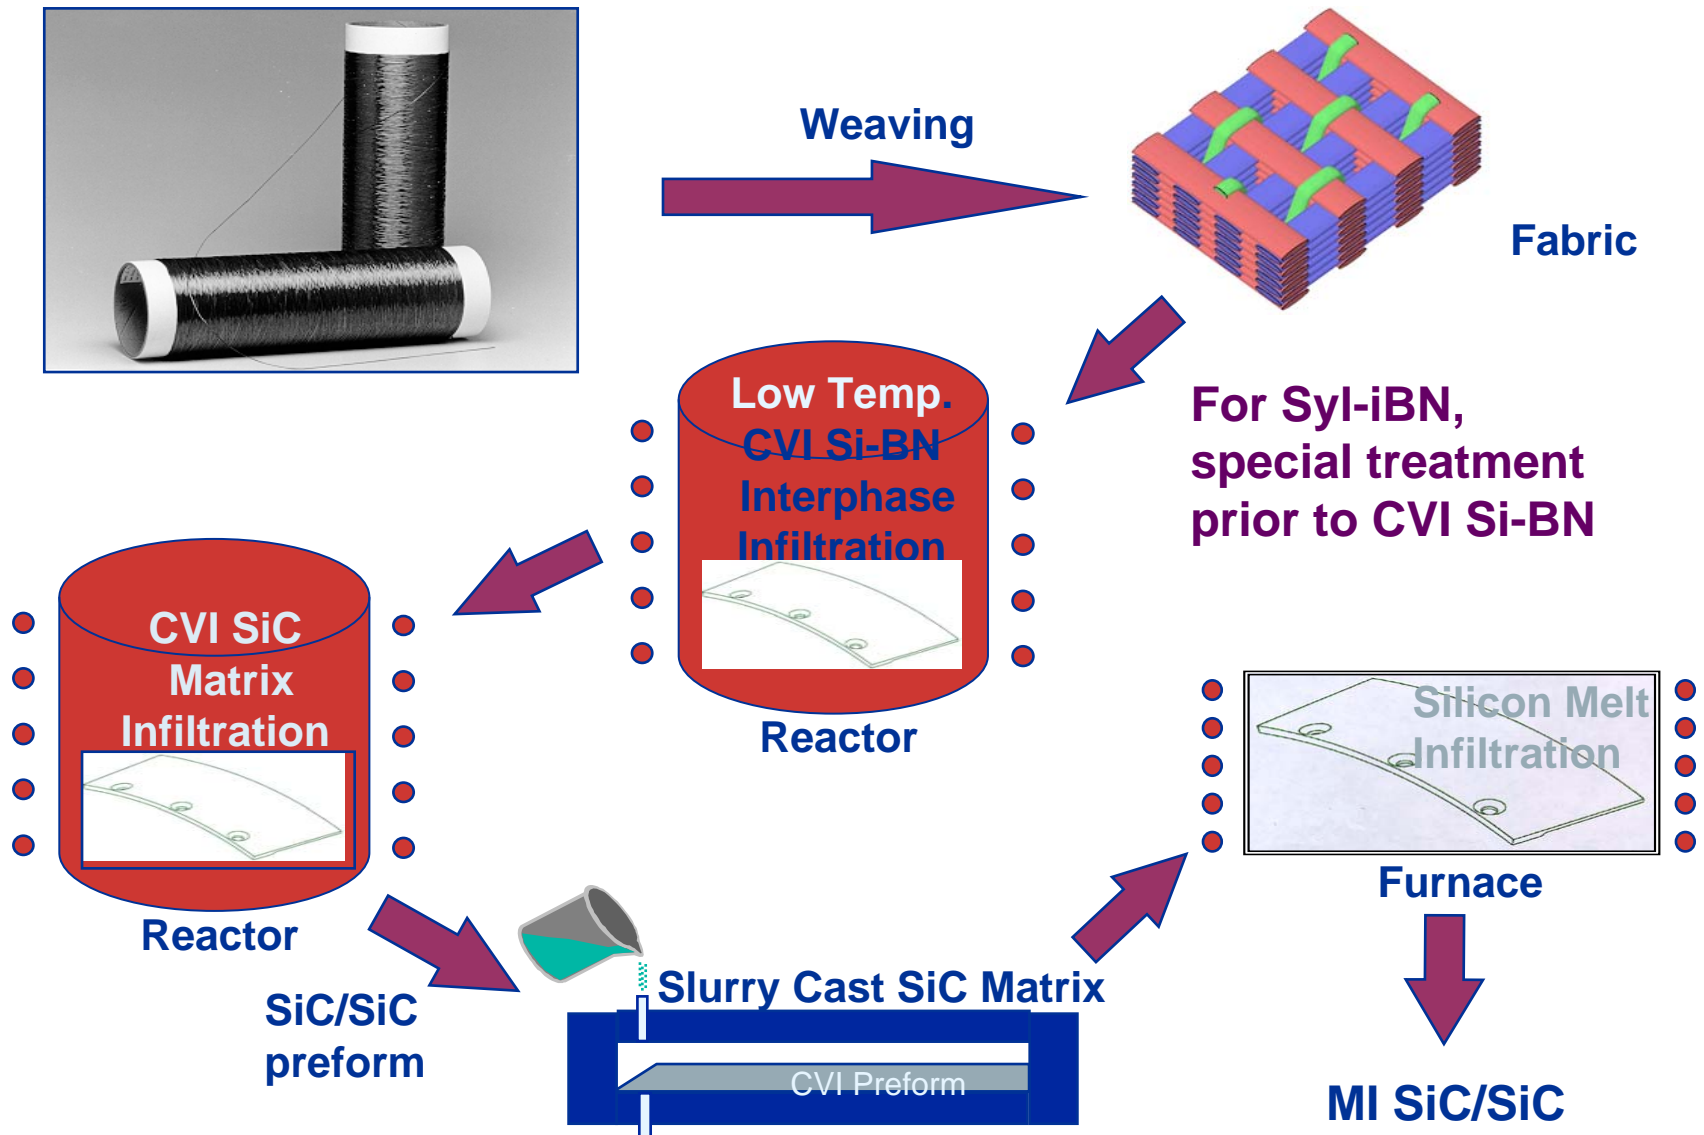 Weaving
Fabric
Low Temp.
CVI Si-BN
Interphase
Infiltration
For Syl-iBN,
special treatment
prior to CVI Si-BN
Reactor
CVI SiC
Matrix
Infiltration
Reactor
SiC/SiC
preform
Slurry Cast SiC Matrix
CVI Preform
Silicon Melt
Infiltration
Furnace
MI SiC/SiC